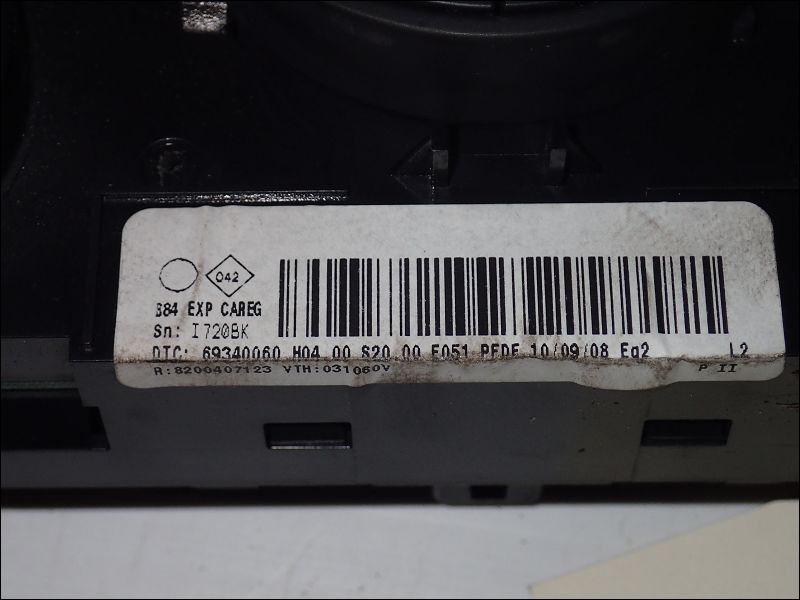 042
B84 EXP CAREG
Sn: I720BK
DTC: 69340060 H04 00 S20 00 E051 PFDE 10/09/08 Eq2 L2
R:8200407123 VTH:031060V P II